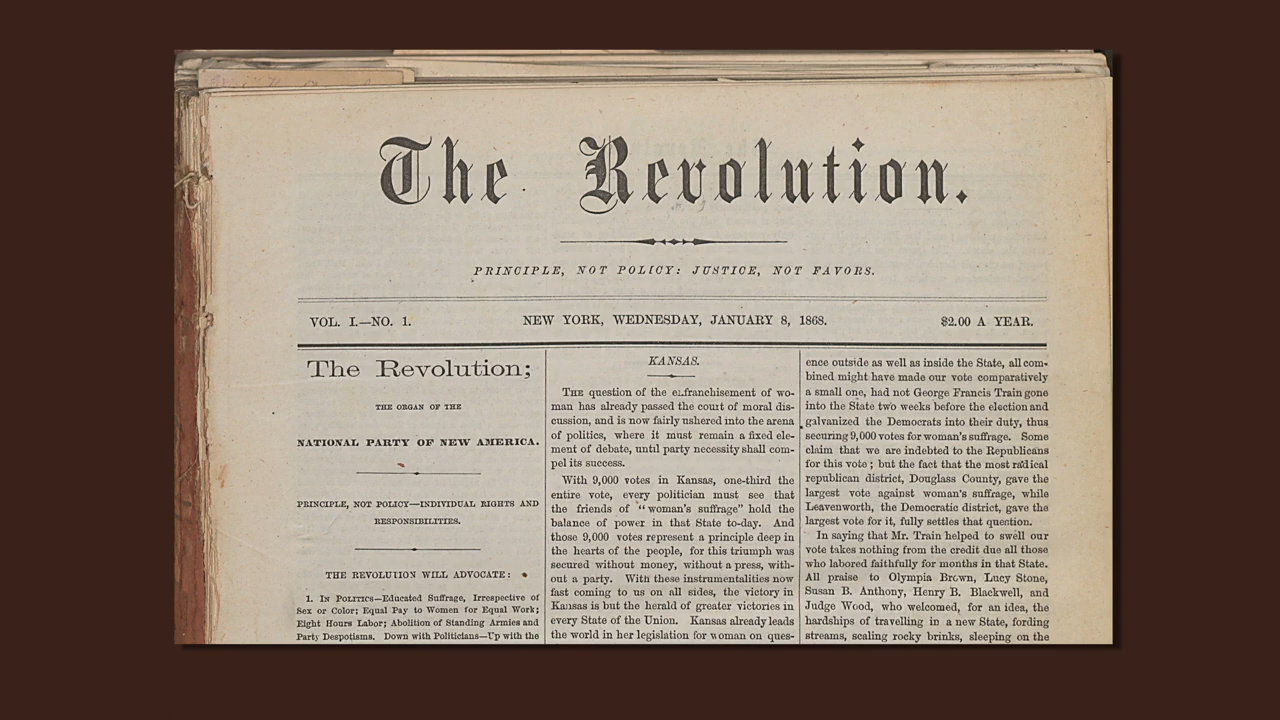 The Revolution.
PRINCIPLE, NOT POLICY: JUSTICE, NOT FAVORS.
VOL. I.—NO. 1.
NEW YORK, WEDNESDAY, JANUARY 8, 1868.
$2.00 A YEAR.
The Revolution;
THE ORGAN OF THE
NATIONAL PARTY OF NEW AMERICA.
PRINCIPLE, NOT POLICY—INDIVIDUAL RIGHTS AND
RESPONSIBILITIES.
THE REVOLUTION WILL ADVOCATE:
1. IN POLITICS—Educated Suffrage, Irrespective of
Sex or Color; Equal Pay to Women for Equal Work;
Eight Hours Labor; Abolition of Standing Armies and
Party Despotisms. Down with Politicians—Up with the
KANSAS.
THE question of the enfranchisement of wo-
man has already passed the court of moral dis-
cussion, and is now fairly ushered into the arena
of politics, where it must remain a fixed ele-
ment of debate, until party necessity shall com-
pel its success.
With 9,000 votes in Kansas, one-third the
entire vote, every politician must see that
the friends of "woman's suffrage" hold the
balance of power in that State to-day. And
those 9,000 votes represent a principle deep in
the hearts of the people, for this triumph was
secured without money, without a press, with-
out a party. With these instrumentalities now
fast coming to us on all sides, the victory in
Kansas is but the herald of greater victories in
every State of the Union. Kansas already leads
the world in her legislation for woman on ques-
ence outside as well as inside the State, all com-
bined might have made our vote comparatively
a small one, had not George Francis Train gone
into the State two weeks before the election and
galvanized the Democrats into their duty, thus
securing 9,000 votes for woman's suffrage. Some
claim that we are indebted to the Republicans
for this vote; but the fact that the most radical
republican district, Douglass County, gave the
largest vote against woman's suffrage, while
Leavenworth, the Democratic district, gave the
largest vote for it, fully settles that question.
In saying that Mr. Train helped to swell our
vote takes nothing from the credit due all those
who labored faithfully for months in that State.
All praise to Olympia Brown, Lucy Stone,
Susan B. Anthony, Henry B. Blackwell, and
Judge Wood, who welcomed, for an idea, the
hardships of travelling in a new State, fording
streams, scaling rocky brinks, sleeping on the